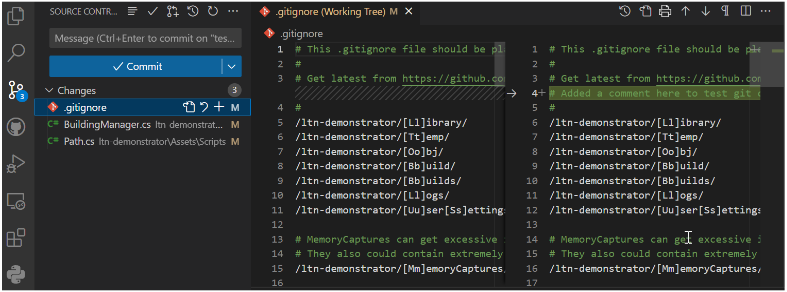 SOURCE CONTR...
Message (Ctrl+Enter to commit on "tes...
Commit
Changes 3
.gitignore M
BuildingManager.cs ltn demonstrat... M
Path.cs ltn demonstrator\Assets\Scripts M
3
.gitignore (Working Tree) M
.gitignore
1 # This .gitignore file should be pl
2 #
3 # Get latest from https://github.com
4 #
5 /ltn-demonstrator/[Ll]ibrary/
6 /ltn-demonstrator/[Tt]emp/
7 /ltn-demonstrator/[Oo]bj/
8 /ltn-demonstrator/[Bb]uild/
9 /ltn-demonstrator/[Bb]uilds/
10 /ltn-demonstrator/[Ll]ogs/
11 /ltn-demonstrator/[Uu]ser[Ss]ettings
12
13 # MemoryCaptures can get excessive
14 # They also could contain extremely
15 /ltn-demonstrator/[Mm]emoryCaptures/
16
1 # This .gitignore file should be pl
2 #
3 # Get latest from https://github.com
4+ # Added a comment here to test git
5 #
6 /ltn-demonstrator/[Ll]ibrary/
7 /ltn-demonstrator/[Tt]emp/
8 /ltn-demonstrator/[Oo]bj/
9 /ltn-demonstrator/[Bb]uild/
10 /ltn-demonstrator/[Bb]uilds/
11 /ltn-demonstrator/[Ll]ogs/
12 /ltn-demonstrator/[Uu]ser[Ss]ettings
13
14 # MemoryCaptures can get excessive
15 # They also could contain extremely
16 /ltn-demonstrator/[Mm]emoryCaptures/
17